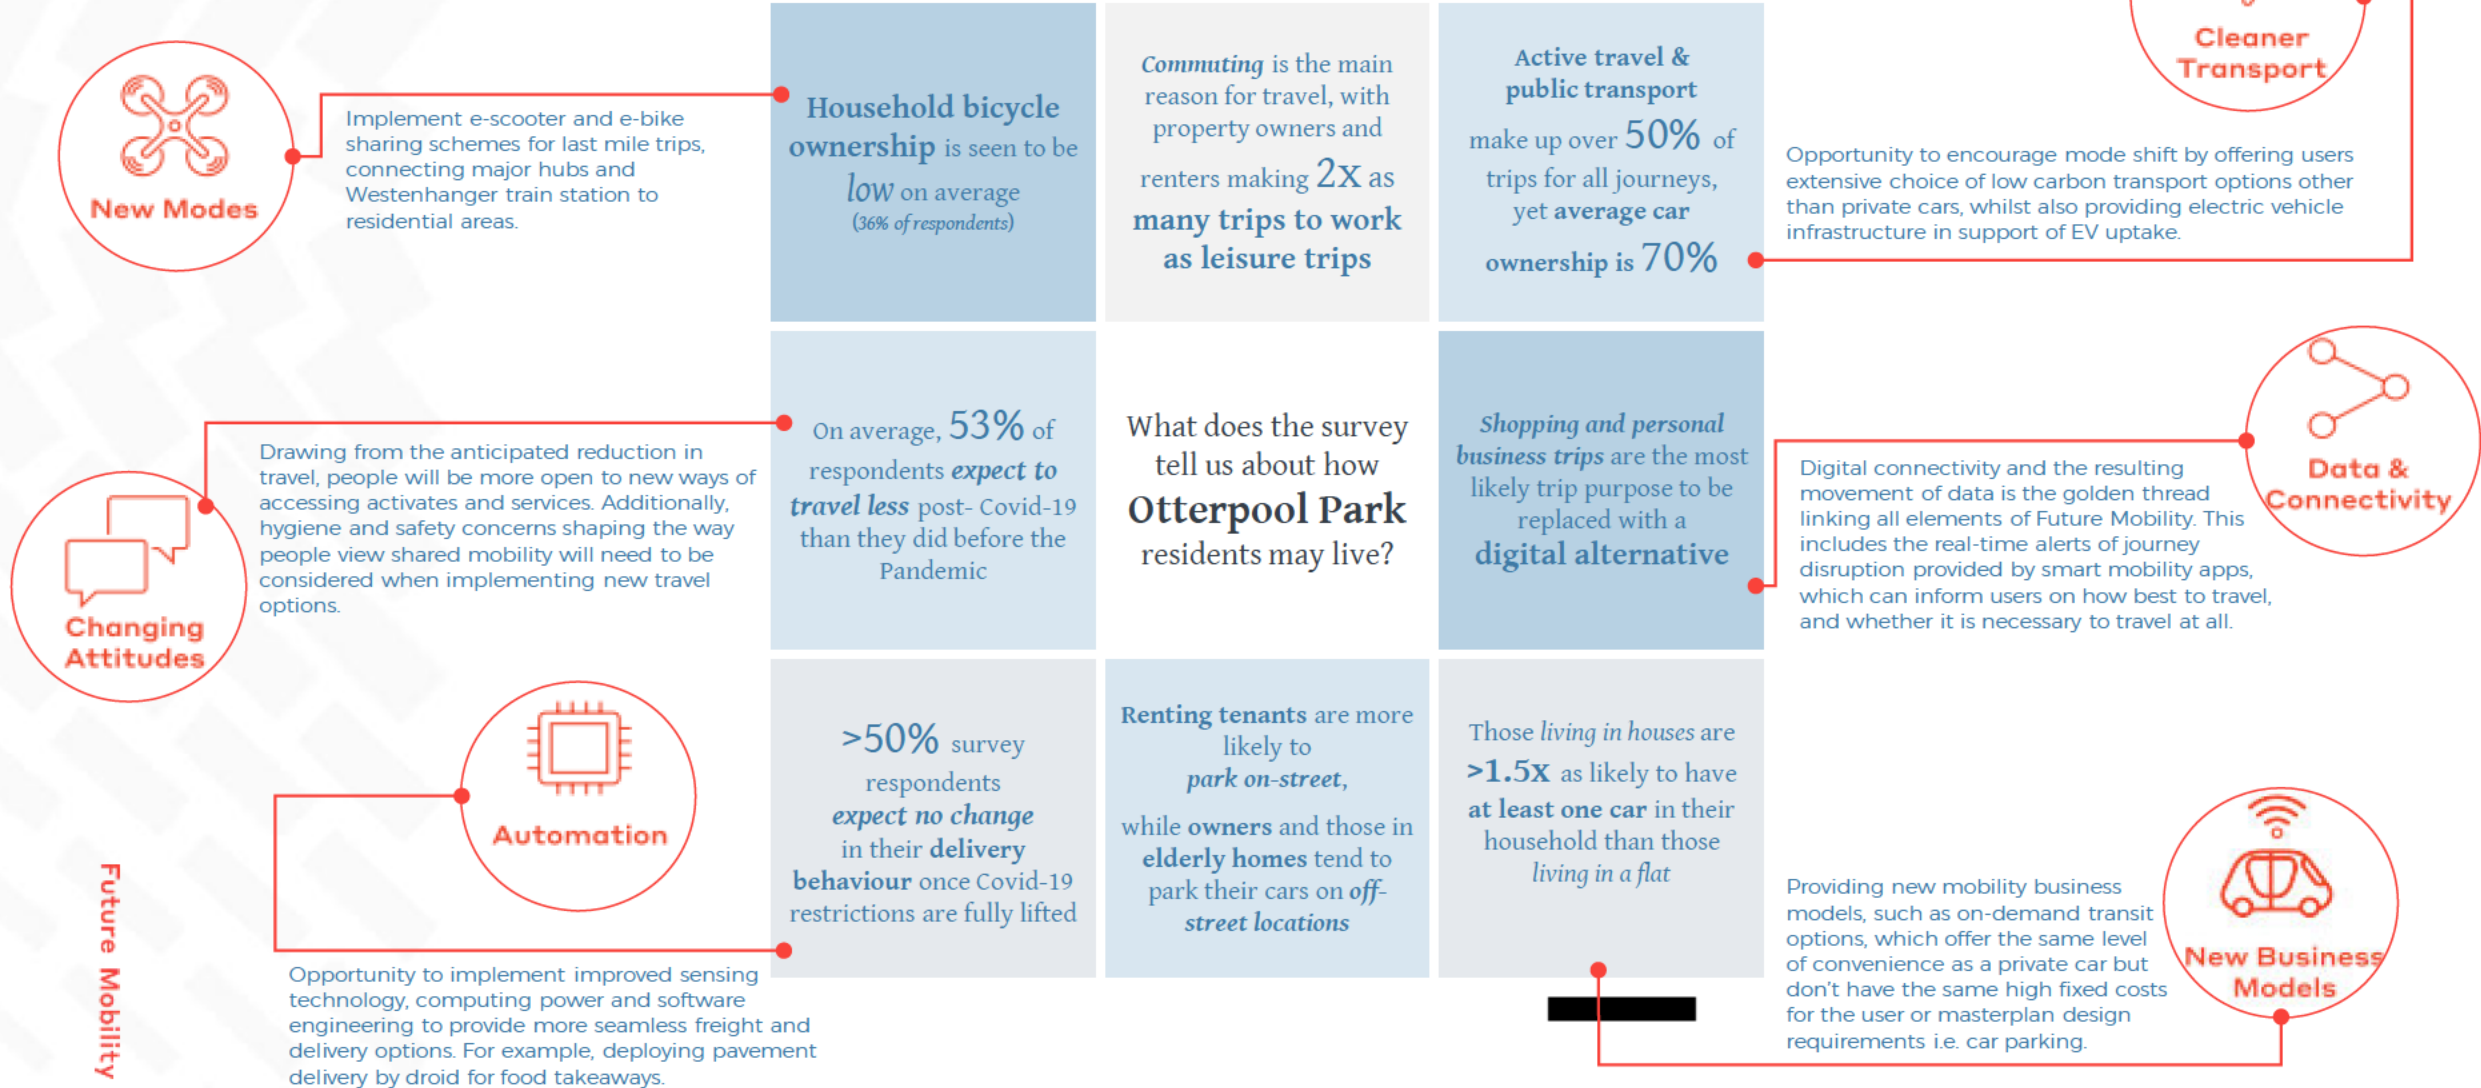 Cleaner
Transport
New Modes
Implement e-scooter and e-bike
sharing schemes for last mile trips,
connecting major hubs and
Westenhanger train station to
residential areas.
Household bicycle
ownership is seen to be
low on average
(36% of respondents)
Commuting is the main
reason for travel, with
property owners and
renters making 2x as
many trips to work
as leisure trips
Active travel &
public transport
make up over 50% of
trips for all journeys,
yet average car
ownership is 70%
Opportunity to encourage mode shift by offering users
extensive choice of low carbon transport options other
than private cars, whilst also providing electric vehicle
infrastructure in support of EV uptake.
Changing
Attitudes
Drawing from the anticipated reduction in
travel, people will be more open to new ways of
accessing activates and services. Additionally,
hygiene and safety concerns shaping the way
people view shared mobility will need to be
considered when implementing new travel
options.
On average, 53% of
respondents expect to
travel less post- Covid-19
than they did before the
Pandemic
What does the survey
tell us about how
Otterpool Park
residents may live?
Shopping and personal
business trips are the most
likely trip purpose to be
replaced with a
digital alternative
Digital connectivity and the resulting
movement of data is the golden thread
linking all elements of Future Mobility. This
includes the real-time alerts of journey
disruption provided by smart mobility apps,
which can inform users on how best to travel,
and whether it is necessary to travel at all.
Data &
Connectivity
Automation
>50% survey
respondents
expect no change
in their delivery
behaviour once Covid-19
restrictions are fully lifted
Renting tenants are more
likely to
park on-street,
while owners and those in
elderly homes tend to
park their cars on off-
street locations
Those living in houses are
>1.5x as likely to have
at least one car in their
household than those
living in a flat
Providing new mobility business
models, such as on-demand transit
options, which offer the same level
of convenience as a private car but
don't have the same high fixed costs
for the user or masterplan design
requirements i.e. car parking.
New Business
Models
Opportunity to implement improved sensing
technology, computing power and software
engineering to provide more seamless freight and
delivery options. For example, deploying pavement
delivery by droid for food takeaways.
Future Mobility